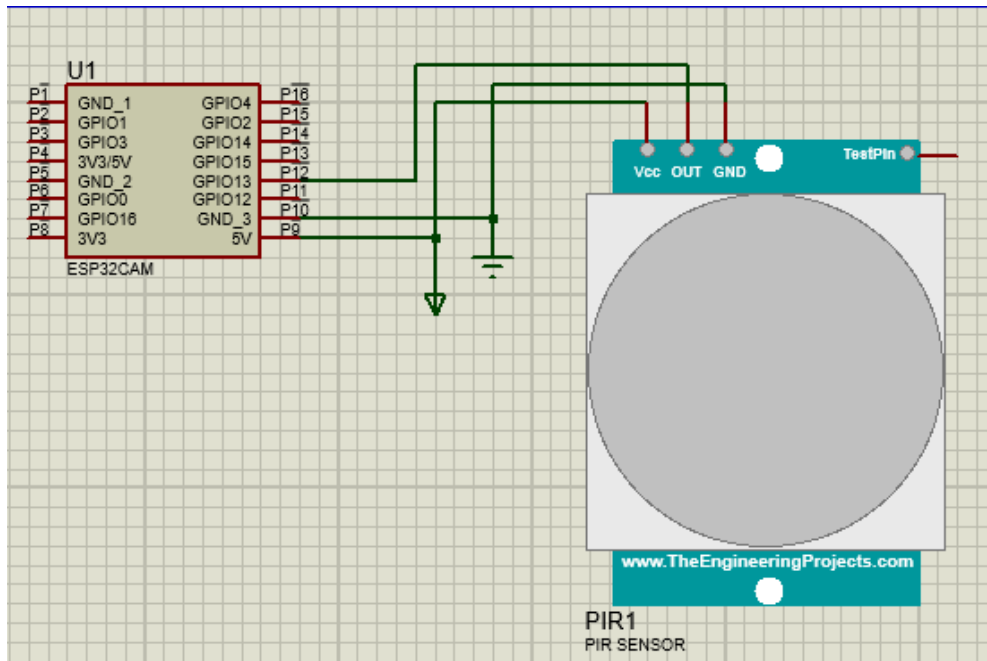 U1
P1 GND_1 GPIO4 P16
P2 GPIO1 GPIO2 P15
P3 GPIO3 GPIO14 P14
P4 3V3/5V GPIO15 P13
P5 GND_2 GPIO13 P12
P6 GPIO0 GPIO12 P11
P7 GPIO16 GND_3 P10
P8 3V3 5V P9
ESP32CAM
TestPin
Vcc OUT GND
www.TheEngineeringProjects.com
PIR1
PIR SENSOR